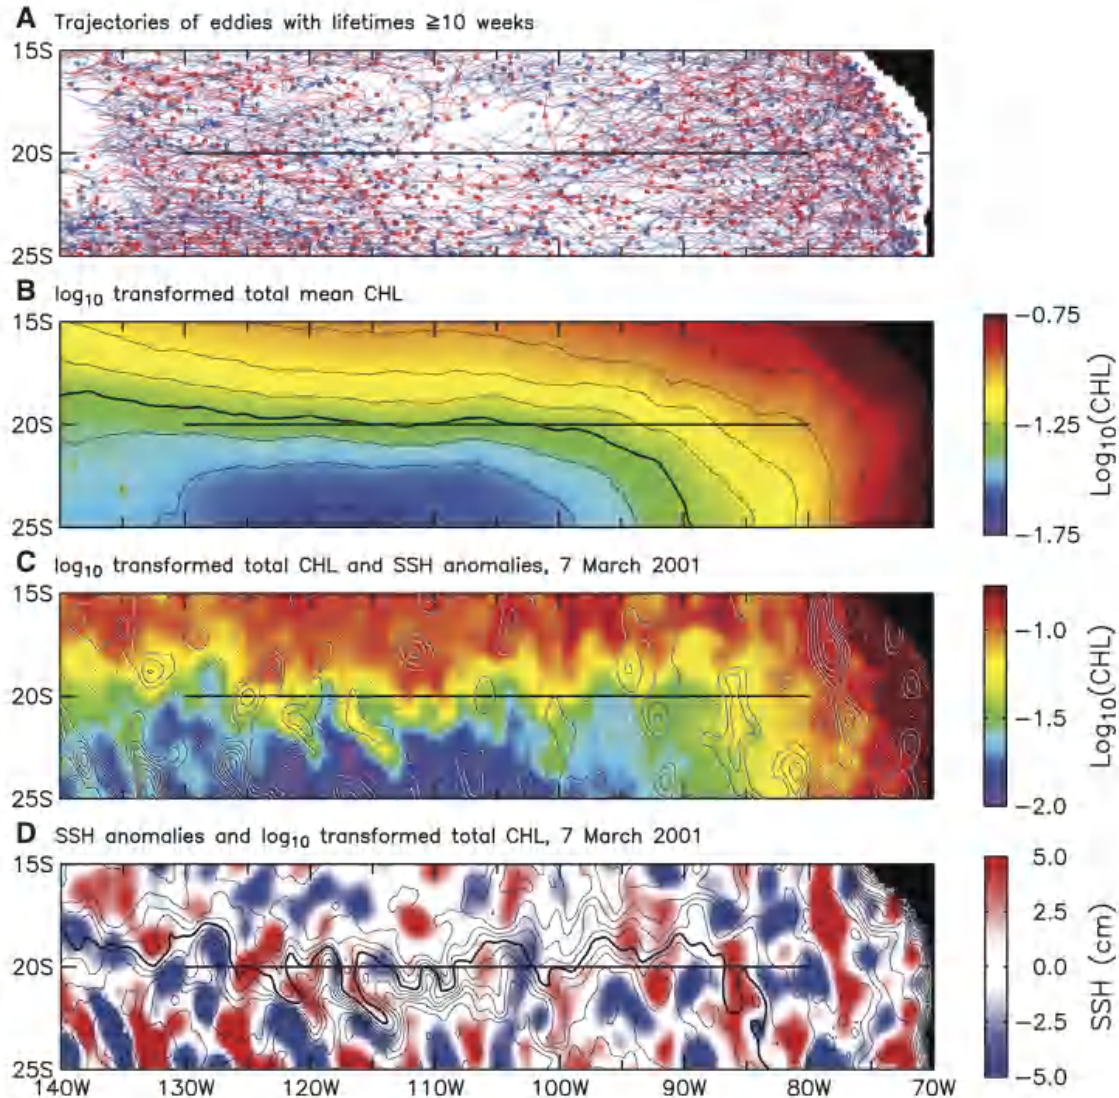 A Trajectories of eddies with lifetimes ≧10 weeks
15S
20S
25S
B log₁₀ transformed total mean CHL
15S
20S
25S
-0.75
-1.25
-1.75
Log₁₀(CHL)
C log₁₀ transformed total CHL and SSH anomalies, 7 March 2001
15S
20S
25S
-1.0
-1.5
-2.0
Log₁₀(CHL)
D SSH anomalies and log₁₀ transformed total CHL, 7 March 2001
15S
20S
25S
140W 130W 120W 110W 100W 90W 80W 70W
5.0
2.5
0.0
-2.5
-5.0
SSH (cm)